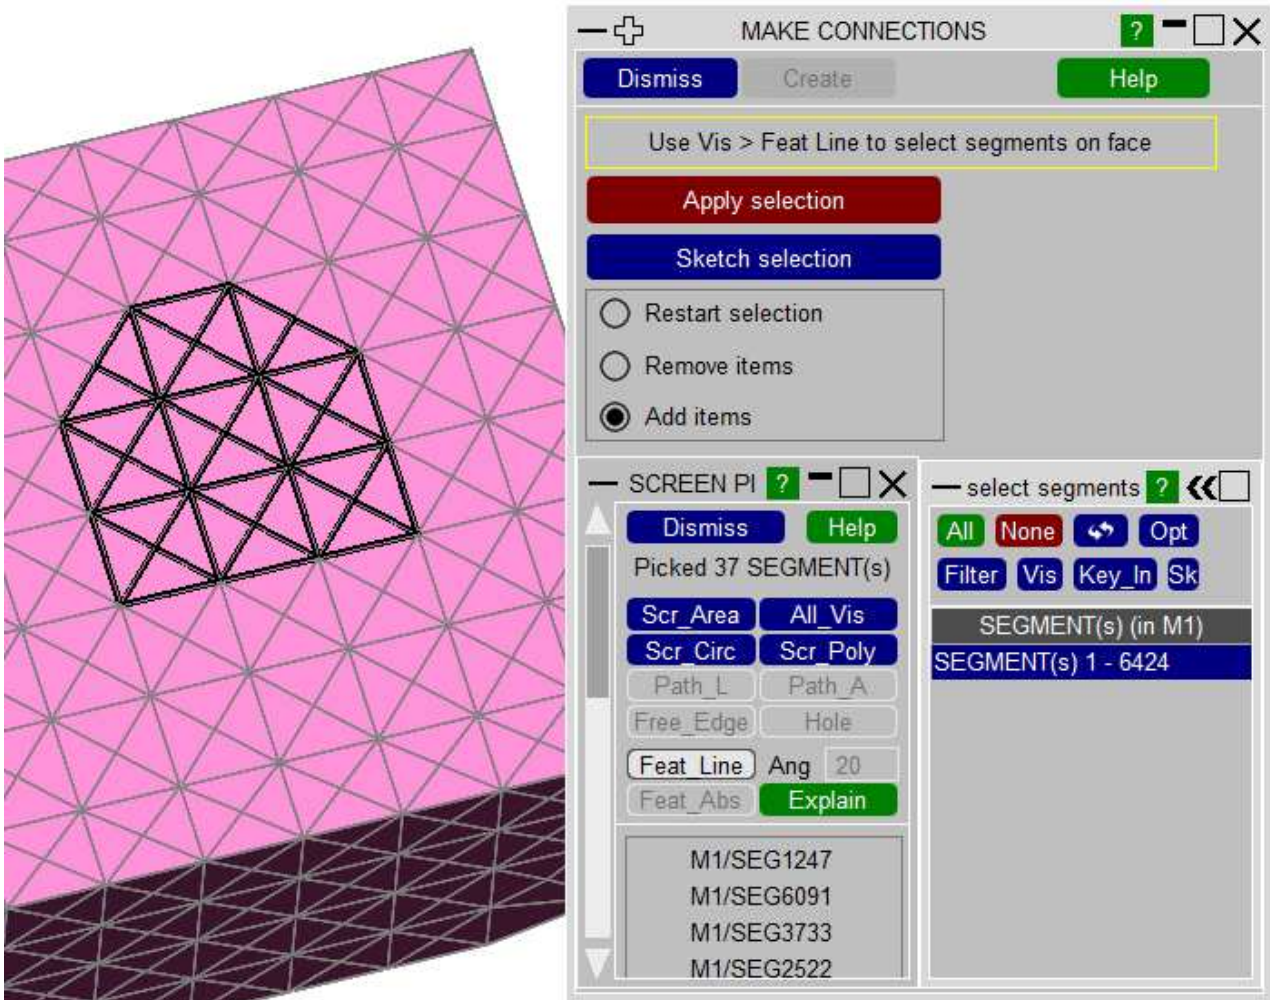 MAKE CONNECTIONS ?
Dismiss Create Help
Use Vis > Feat Line to select segments on face
Apply selection
Sketch selection
Restart selection
Remove items
Add items
SCREEN PI ?
Dismiss Help
Picked 37 SEGMENT(s)
Scr_Area All_Vis
Scr_Circ Scr_Poly
Path_L Path_A
Free_Edge Hole
Feat_Line Ang 20
Feat_Abs Explain
M1/SEG1247
M1/SEG6091
M1/SEG3733
M1/SEG2522
select segments ?
All None Opt
Filter Vis Key_In Sk
SEGMENT(s) (in M1)
SEGMENT(s) 1 - 6424